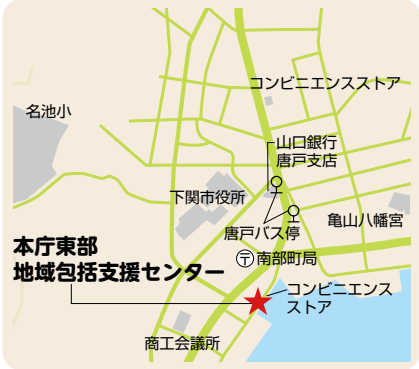 コンビニエンスストア
名池小
山口銀行
唐戸支店
下関市役所
亀山八幡宮
唐戸バス停
〒南部町局
本庁東部
地域包括支援センター
コンビニエンス
ストア
商工会議所